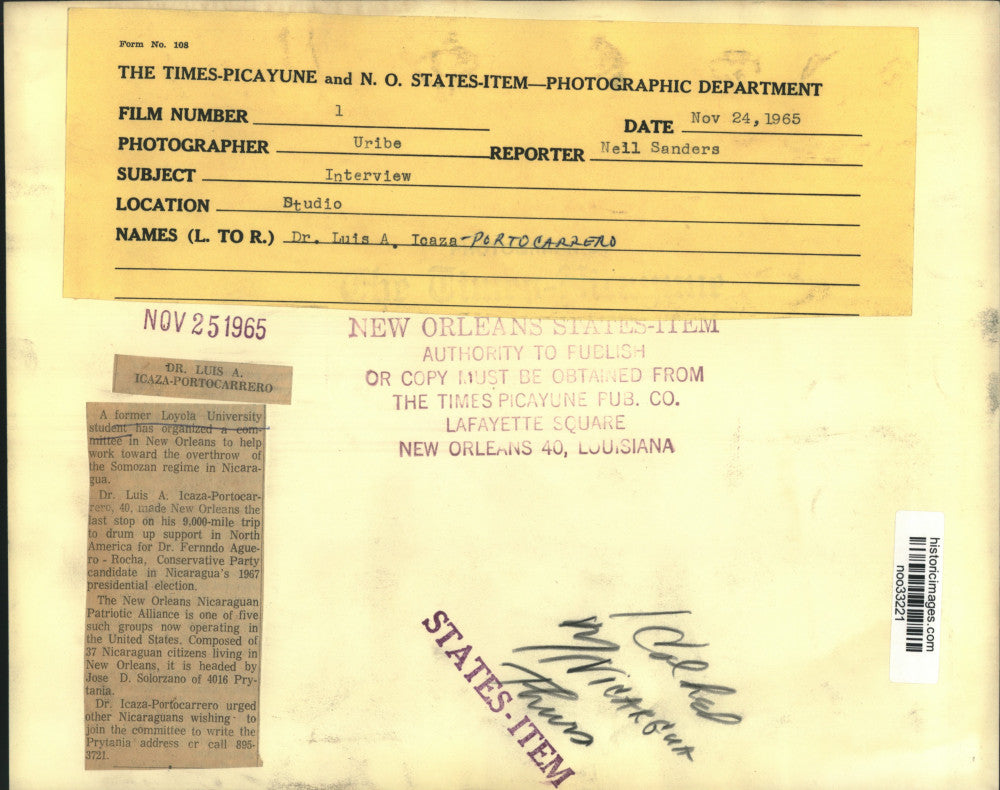 Form No. 108
THE TIMES-PICAYUNE and N. O. STATES-ITEM—PHOTOGRAPHIC DEPARTMENT
FILM NUMBER 1
DATE Nov 24,1965
PHOTOGRAPHER Uribe REPORTER Nell Sanders
SUBJECT Interview
LOCATION Studio
NAMES (L. TO R.) Dr. Luis A. Icaza-PORTOCARRERO
NOV 25 1965
NEW ORLEANS STATES-ITEM
AUTHORITY TO PUBLISH
OR COPY MUST BE OBTAINED FROM
THE TIMES PICAYUNE PUB. CO.
LAFAYETTE SQUARE
NEW ORLEANS 40, LOUISIANA
DR. LUIS A.
ICAZA-PORTOCARRERO
A former Loyola University
student has organized a com-
mittee in New Orleans to help
work toward the overthrow of
the Somozan regime in Nicara-
gua.
Dr. Luis A. Icaza-Portocar-
rero, 40, made New Orleans the
last stop on his 9,000-mile trip
to drum up support in North
America for Dr. Fernndo Ague-
ro - Rocha, Conservative Party
candidate in Nicaragua's 1967
presidential election.
The New Orleans Nicaraguan
Patriotic Alliance is one of five
such groups now operating in
the United States. Composed of
37 Nicaraguan citizens living in
New Orleans, it is headed by
Jose D. Solorzano of 4016 Pry-
tania.
Dr. Icaza-Portocarrero urged
other Nicaraguans wishing to
join the committee to write the
Prytania address or call 895-
3721.
historicimages.com
noo33221
STATES-ITEM
1 Col Red
NICARGUA
Thurs